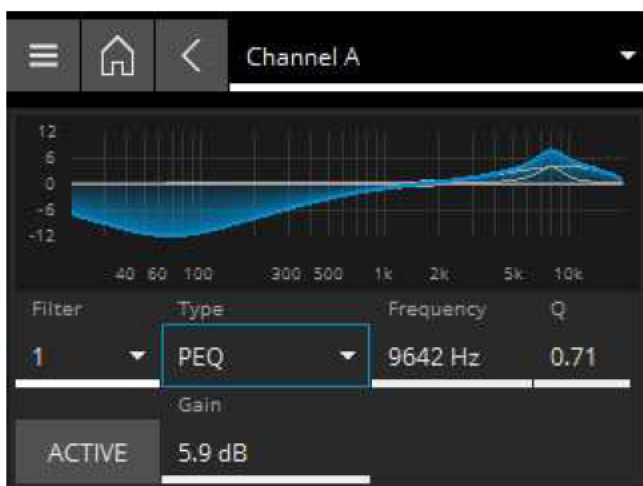 Channel A
12
6
0
-6
-12
40 60 100 300 500 1k 2k 5k 10k
Filter Type Frequency Q
1 PEQ 9642 Hz 0.71
Gain
ACTIVE 5.9 dB